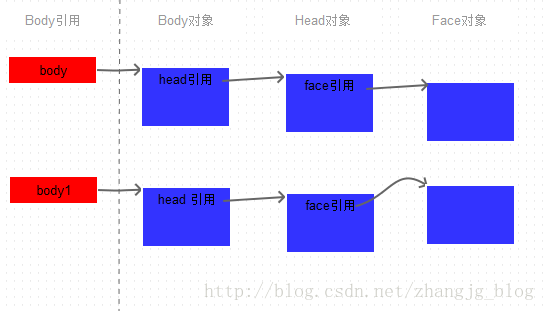 Body引用 Body对象 Head对象 Face对象
body head引用 face引用
body1 head 引用 face引用
http://blog.csdn.net/zhangjg_blog